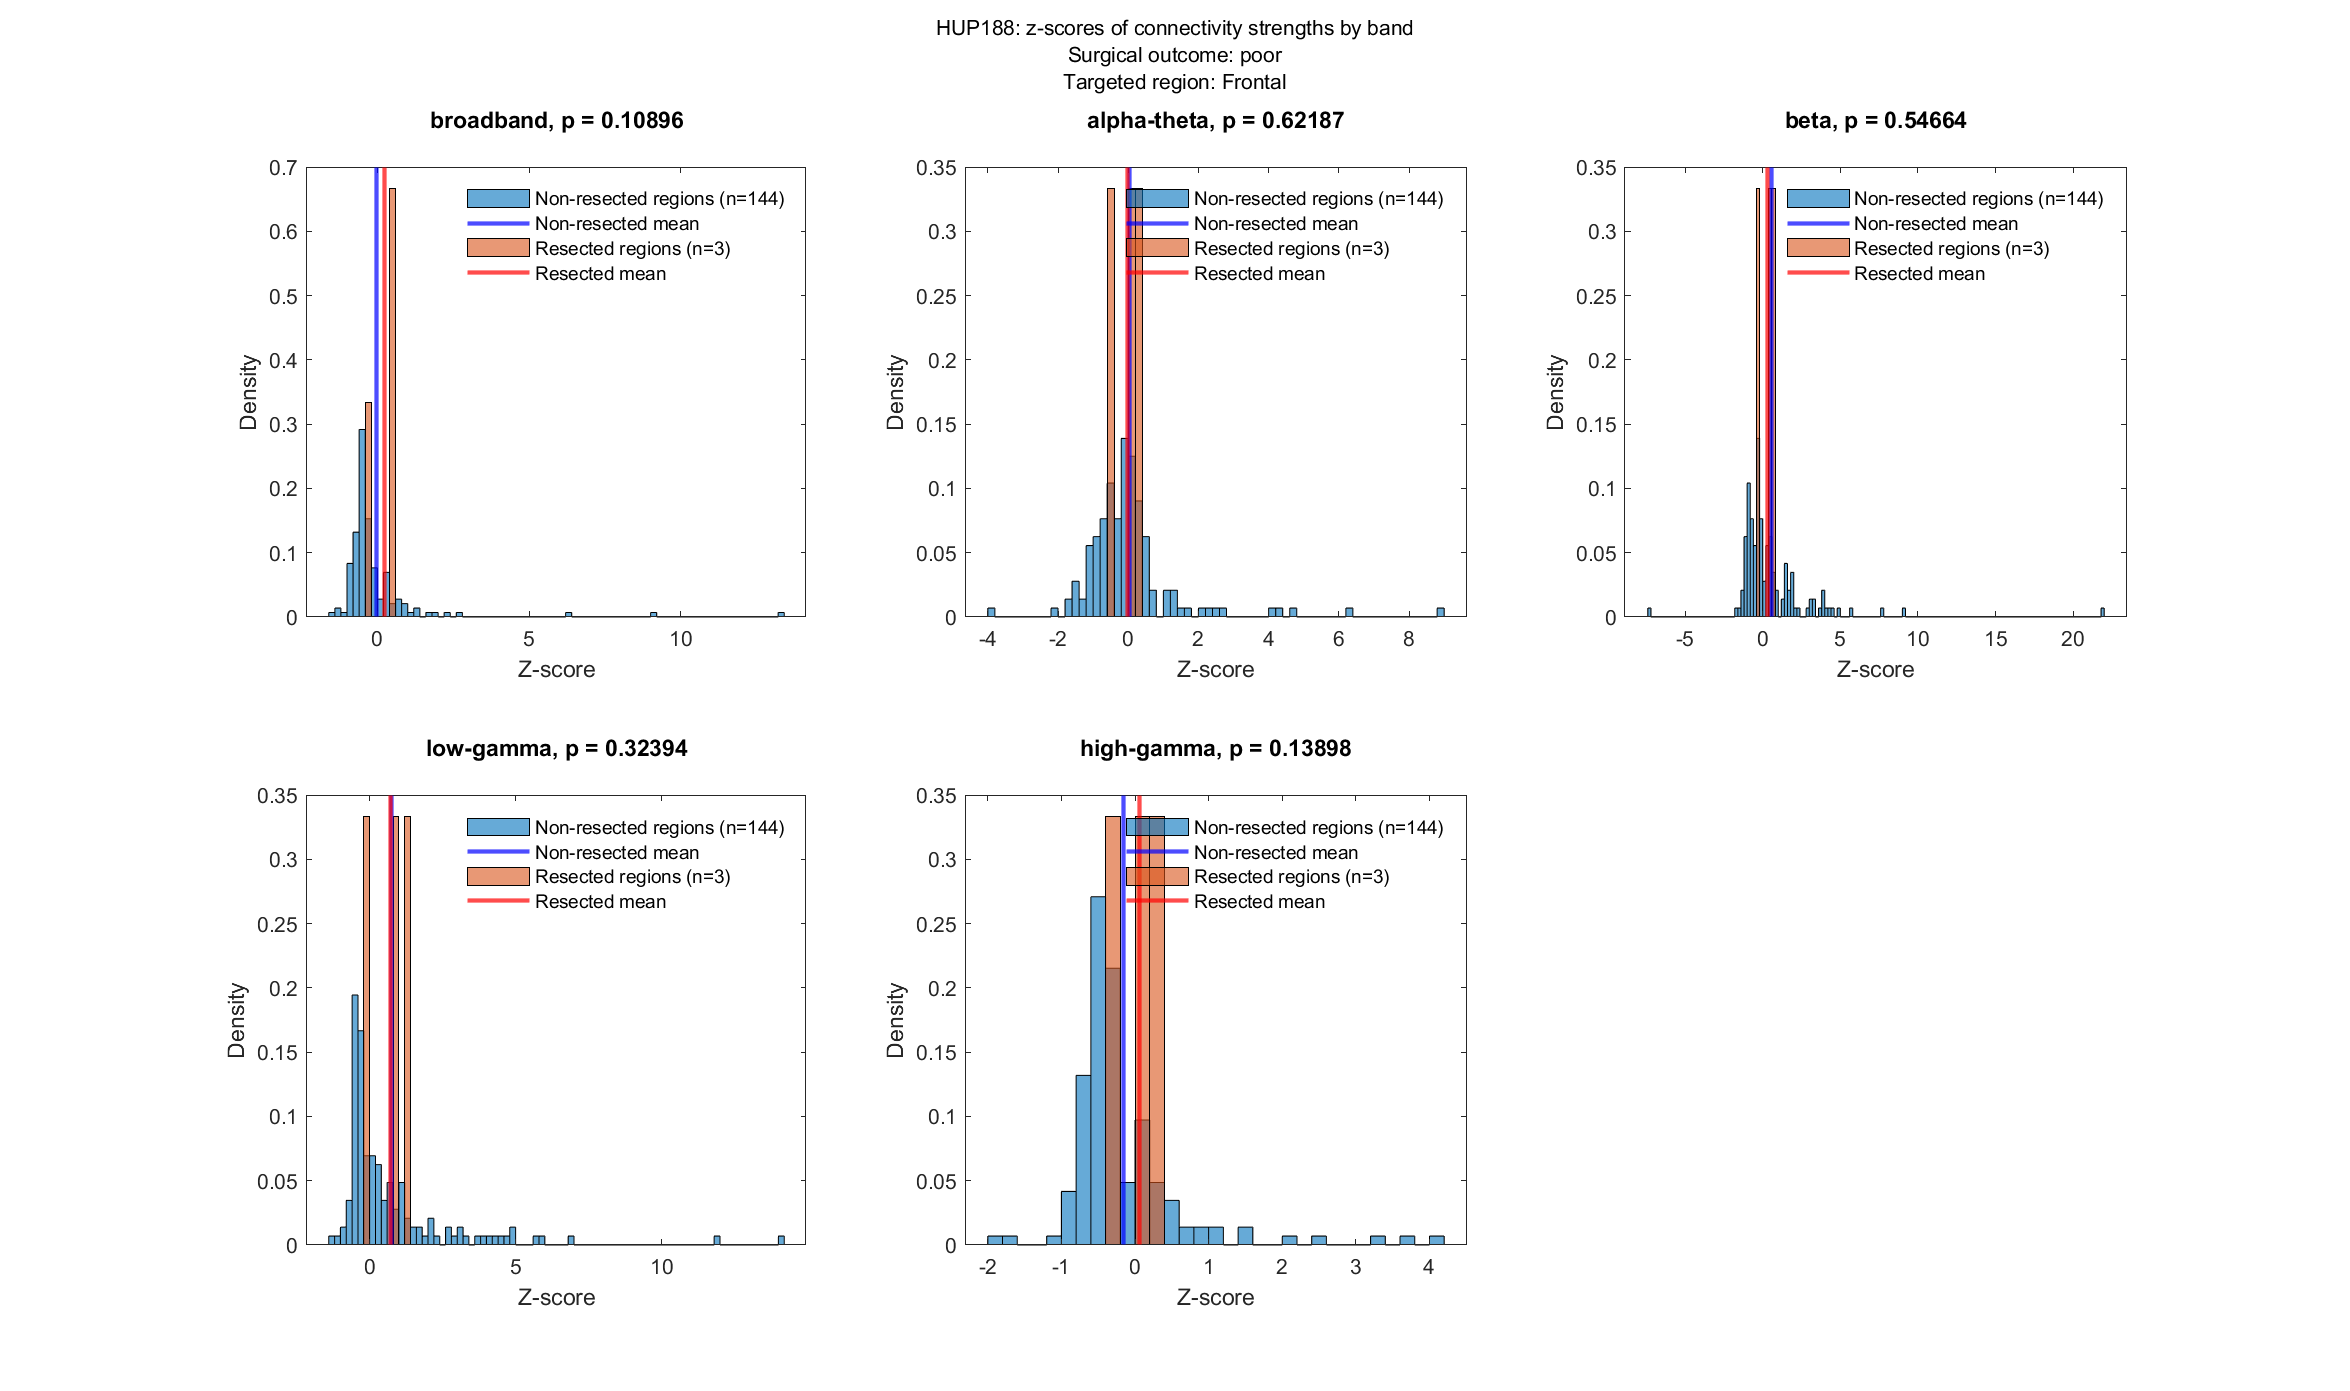 HUP188: z-scores of connectivity strengths by band
Surgical outcome: poor
Targeted region: Frontal
broadband, p = 0.10896
0.7
0.6
0.5
0.4
0.3
0.2
0.1
0
Density
Non-resected regions (n=144)
Non-resected mean
Resected regions (n=3)
Resected mean
0 5 10
Z-score
alpha-theta, p = 0.62187
0.35
0.3
0.25
0.2
0.15
0.1
0.05
0
Density
Non-resected regions (n=144)
Non-resected mean
Resected regions (n=3)
Resected mean
-4 -2 0 2 4 6 8
Z-score
beta, p = 0.54664
0.35
0.3
0.25
0.2
0.15
0.1
0.05
0
Density
Non-resected regions (n=144)
Non-resected mean
Resected regions (n=3)
Resected mean
-5 0 5 10 15 20
Z-score
low-gamma, p = 0.32394
0.35
0.3
0.25
0.2
0.15
0.1
0.05
0
Density
Non-resected regions (n=144)
Non-resected mean
Resected regions (n=3)
Resected mean
0 5 10
Z-score
high-gamma, p = 0.13898
0.35
0.3
0.25
0.2
0.15
0.1
0.05
0
Density
Non-resected regions (n=144)
Non-resected mean
Resected regions (n=3)
Resected mean
-2 -1 0 1 2 3 4
Z-score